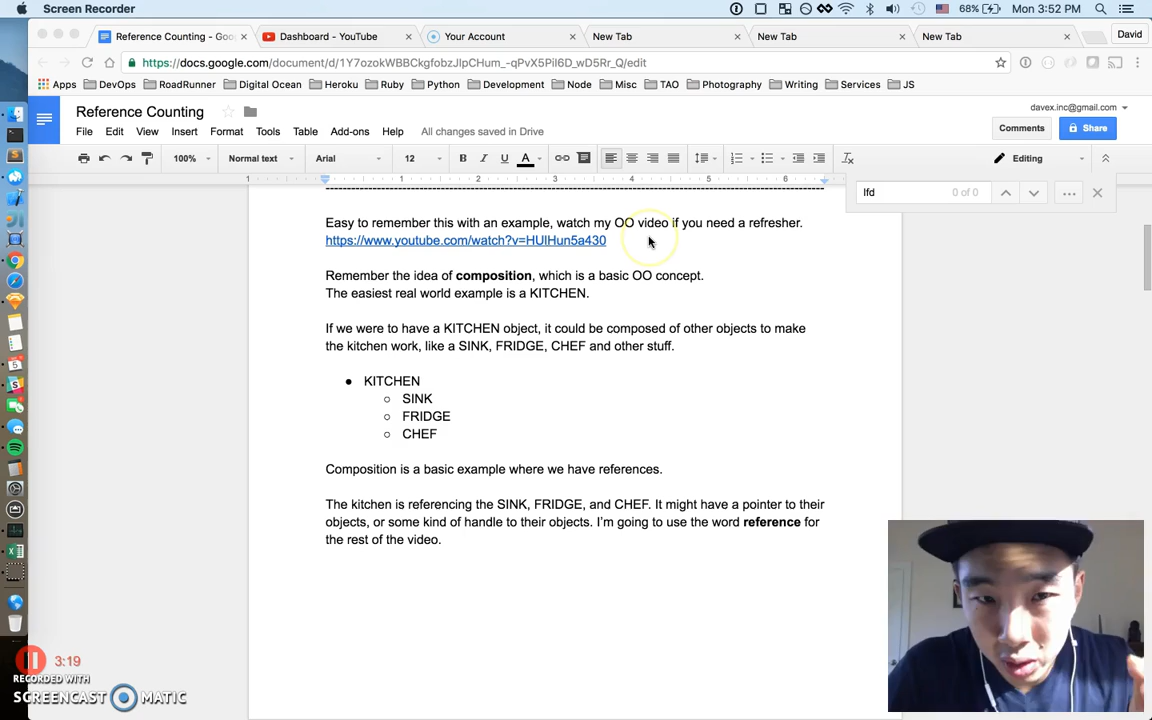 Screen Recorder
68%
Mon 3:52 PM
Reference Counting - Goo
Dashboard - YouTube
Your Account
New Tab
New Tab
New Tab
David
https://docs.google.com/document/d/1Y7ozokWBBCkgfobzJIpCHum_-qPvX5Pil6D_wD5Rr_Q/edit
Apps DevOps RoadRunner Digital Ocean Heroku Ruby Python Development Node Misc TAO Photography Writing Services JS
Reference Counting
davex.inc@gmail.com
File Edit View Insert Format Tools Table Add-ons Help All changes saved in Drive
Comments
Share
100% Normal text Arial 12 B I U A Editing
1 1 2 3 4 5 6
lfd 0 of 0
Easy to remember this with an example, watch my OO video if you need a refresher.
https://www.youtube.com/watch?v=HUlHun5a430
Remember the idea of composition, which is a basic OO concept.
The easiest real world example is a KITCHEN.
If we were to have a KITCHEN object, it could be composed of other objects to make
the kitchen work, like a SINK, FRIDGE, CHEF and other stuff.
● KITCHEN
○ SINK
○ FRIDGE
○ CHEF
Composition is a basic example where we have references.
The kitchen is referencing the SINK, FRIDGE, and CHEF. It might have a pointer to their
objects, or some kind of handle to their objects. I'm going to use the word reference for
the rest of the video.
3:19
RECORDED WITH
SCREENCAST MATIC